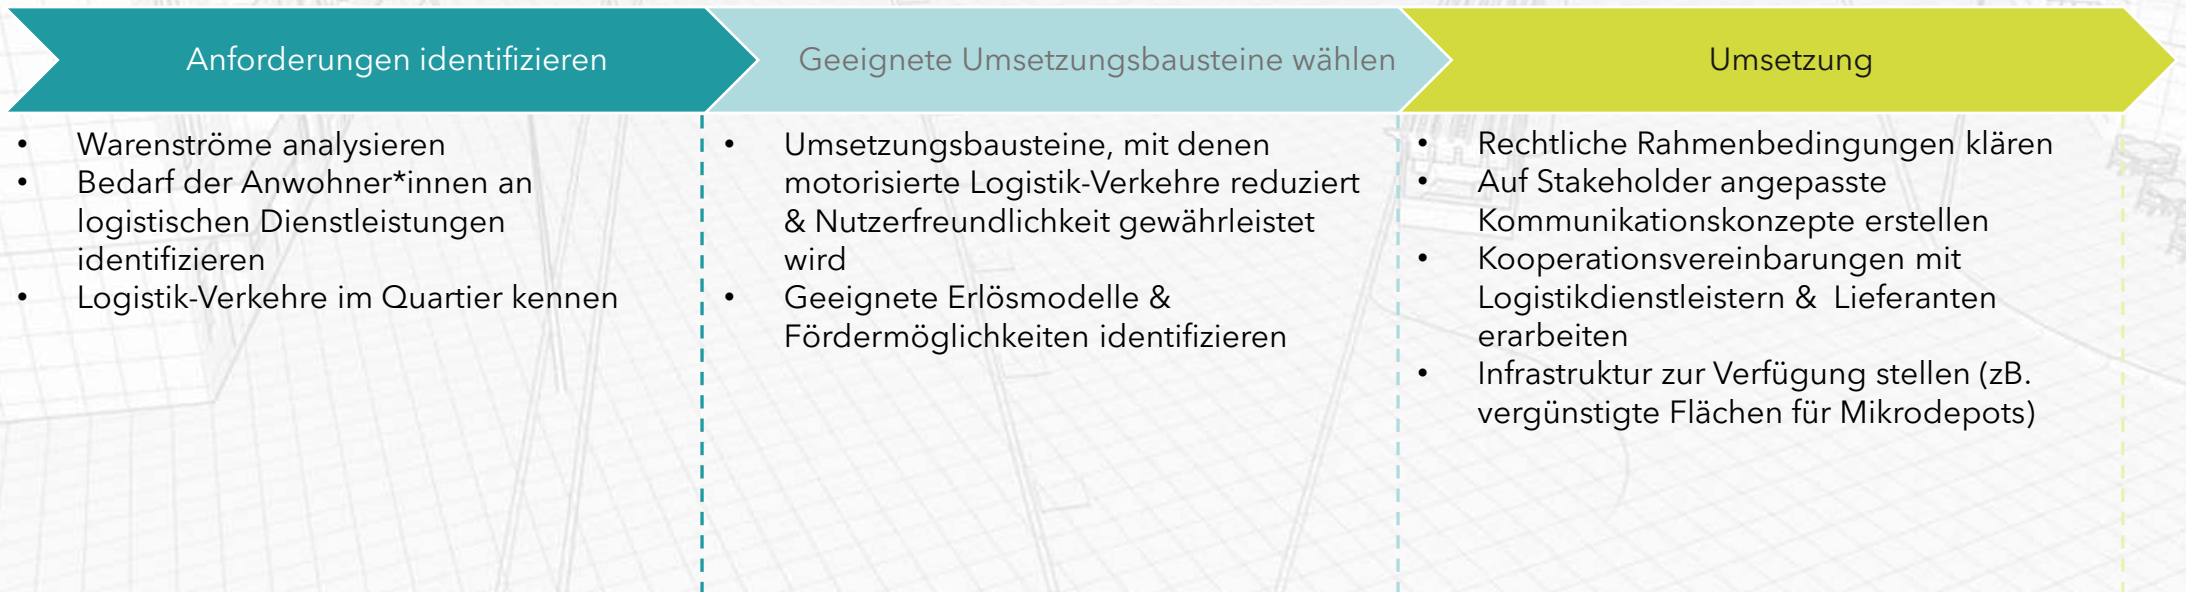 Anforderungen identifizieren
Geeignete Umsetzungsbausteine wählen
Umsetzung
• Warenströme analysieren
• Bedarf der Anwohner*innen an
logistischen Dienstleistungen
identifizieren
• Logistik-Verkehre im Quartier kennen
• Umsetzungsbausteine, mit denen
motorisierte Logistik-Verkehre reduziert
& Nutzerfreundlichkeit gewährleistet
wird
• Geeignete Erlösmodelle &
Fördermöglichkeiten identifizieren
• Rechtliche Rahmenbedingungen klären
• Auf Stakeholder angepasste
Kommunikationskonzepte erstellen
• Kooperationsvereinbarungen mit
Logistikdienstleistern &  Lieferanten
erarbeiten
• Infrastruktur zur Verfügung stellen (zB.
vergünstigte Flächen für Mikrodepots)